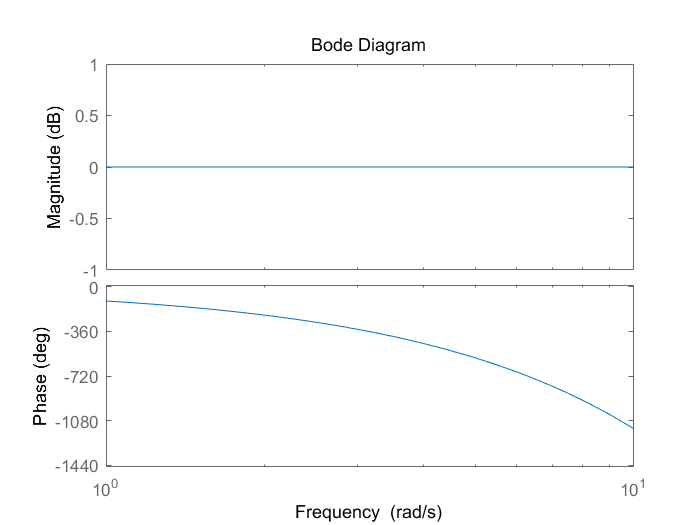 Bode Diagram
1
0.5
0
-0.5
-1
Magnitude (dB)
0
-360
-720
-1080
-1440
Phase (deg)
10^0 10^1
Frequency (rad/s)